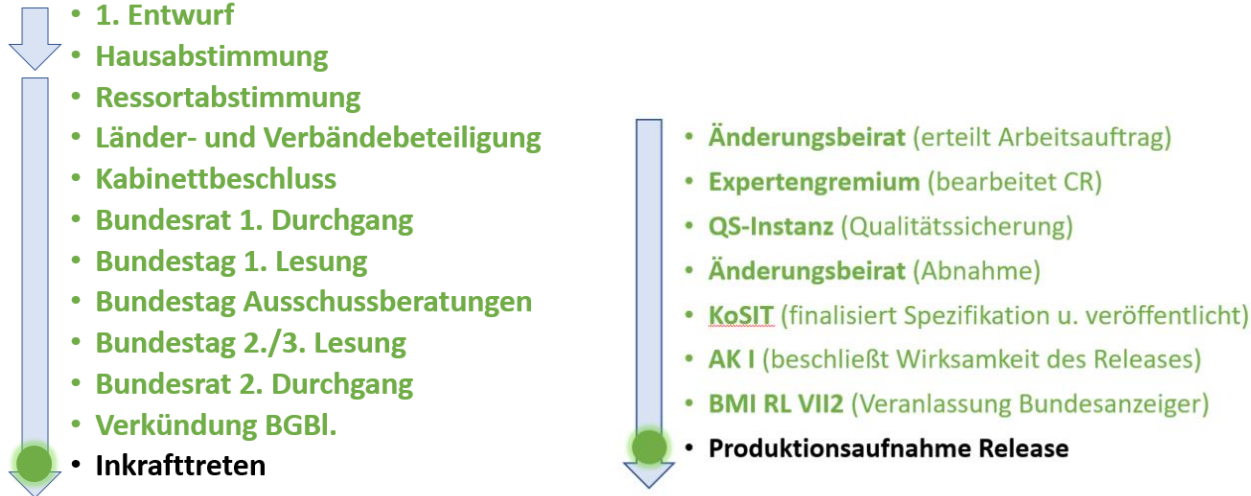 • 1. Entwurf
• Hausabstimmung
• Ressortabstimmung
• Länder- und Verbändebeteiligung
• Kabinettbeschluss
• Bundesrat 1. Durchgang
• Bundestag 1. Lesung
• Bundestag Ausschussberatungen
• Bundestag 2./3. Lesung
• Bundesrat 2. Durchgang
• Verkündung BGBl.
• Inkrafttreten
• Änderungsbeirat (erteilt Arbeitsauftrag)
• Expertengremium (bearbeitet CR)
• QS-Instanz (Qualitätssicherung)
• Änderungsbeirat (Abnahme)
• KoSIT (finalisiert Spezifikation u. veröffentlicht)
• AK I (beschließt Wirksamkeit des Releases)
• BMI RL VII2 (Veranlassung Bundesanzeiger)
• Produktionsaufnahme Release